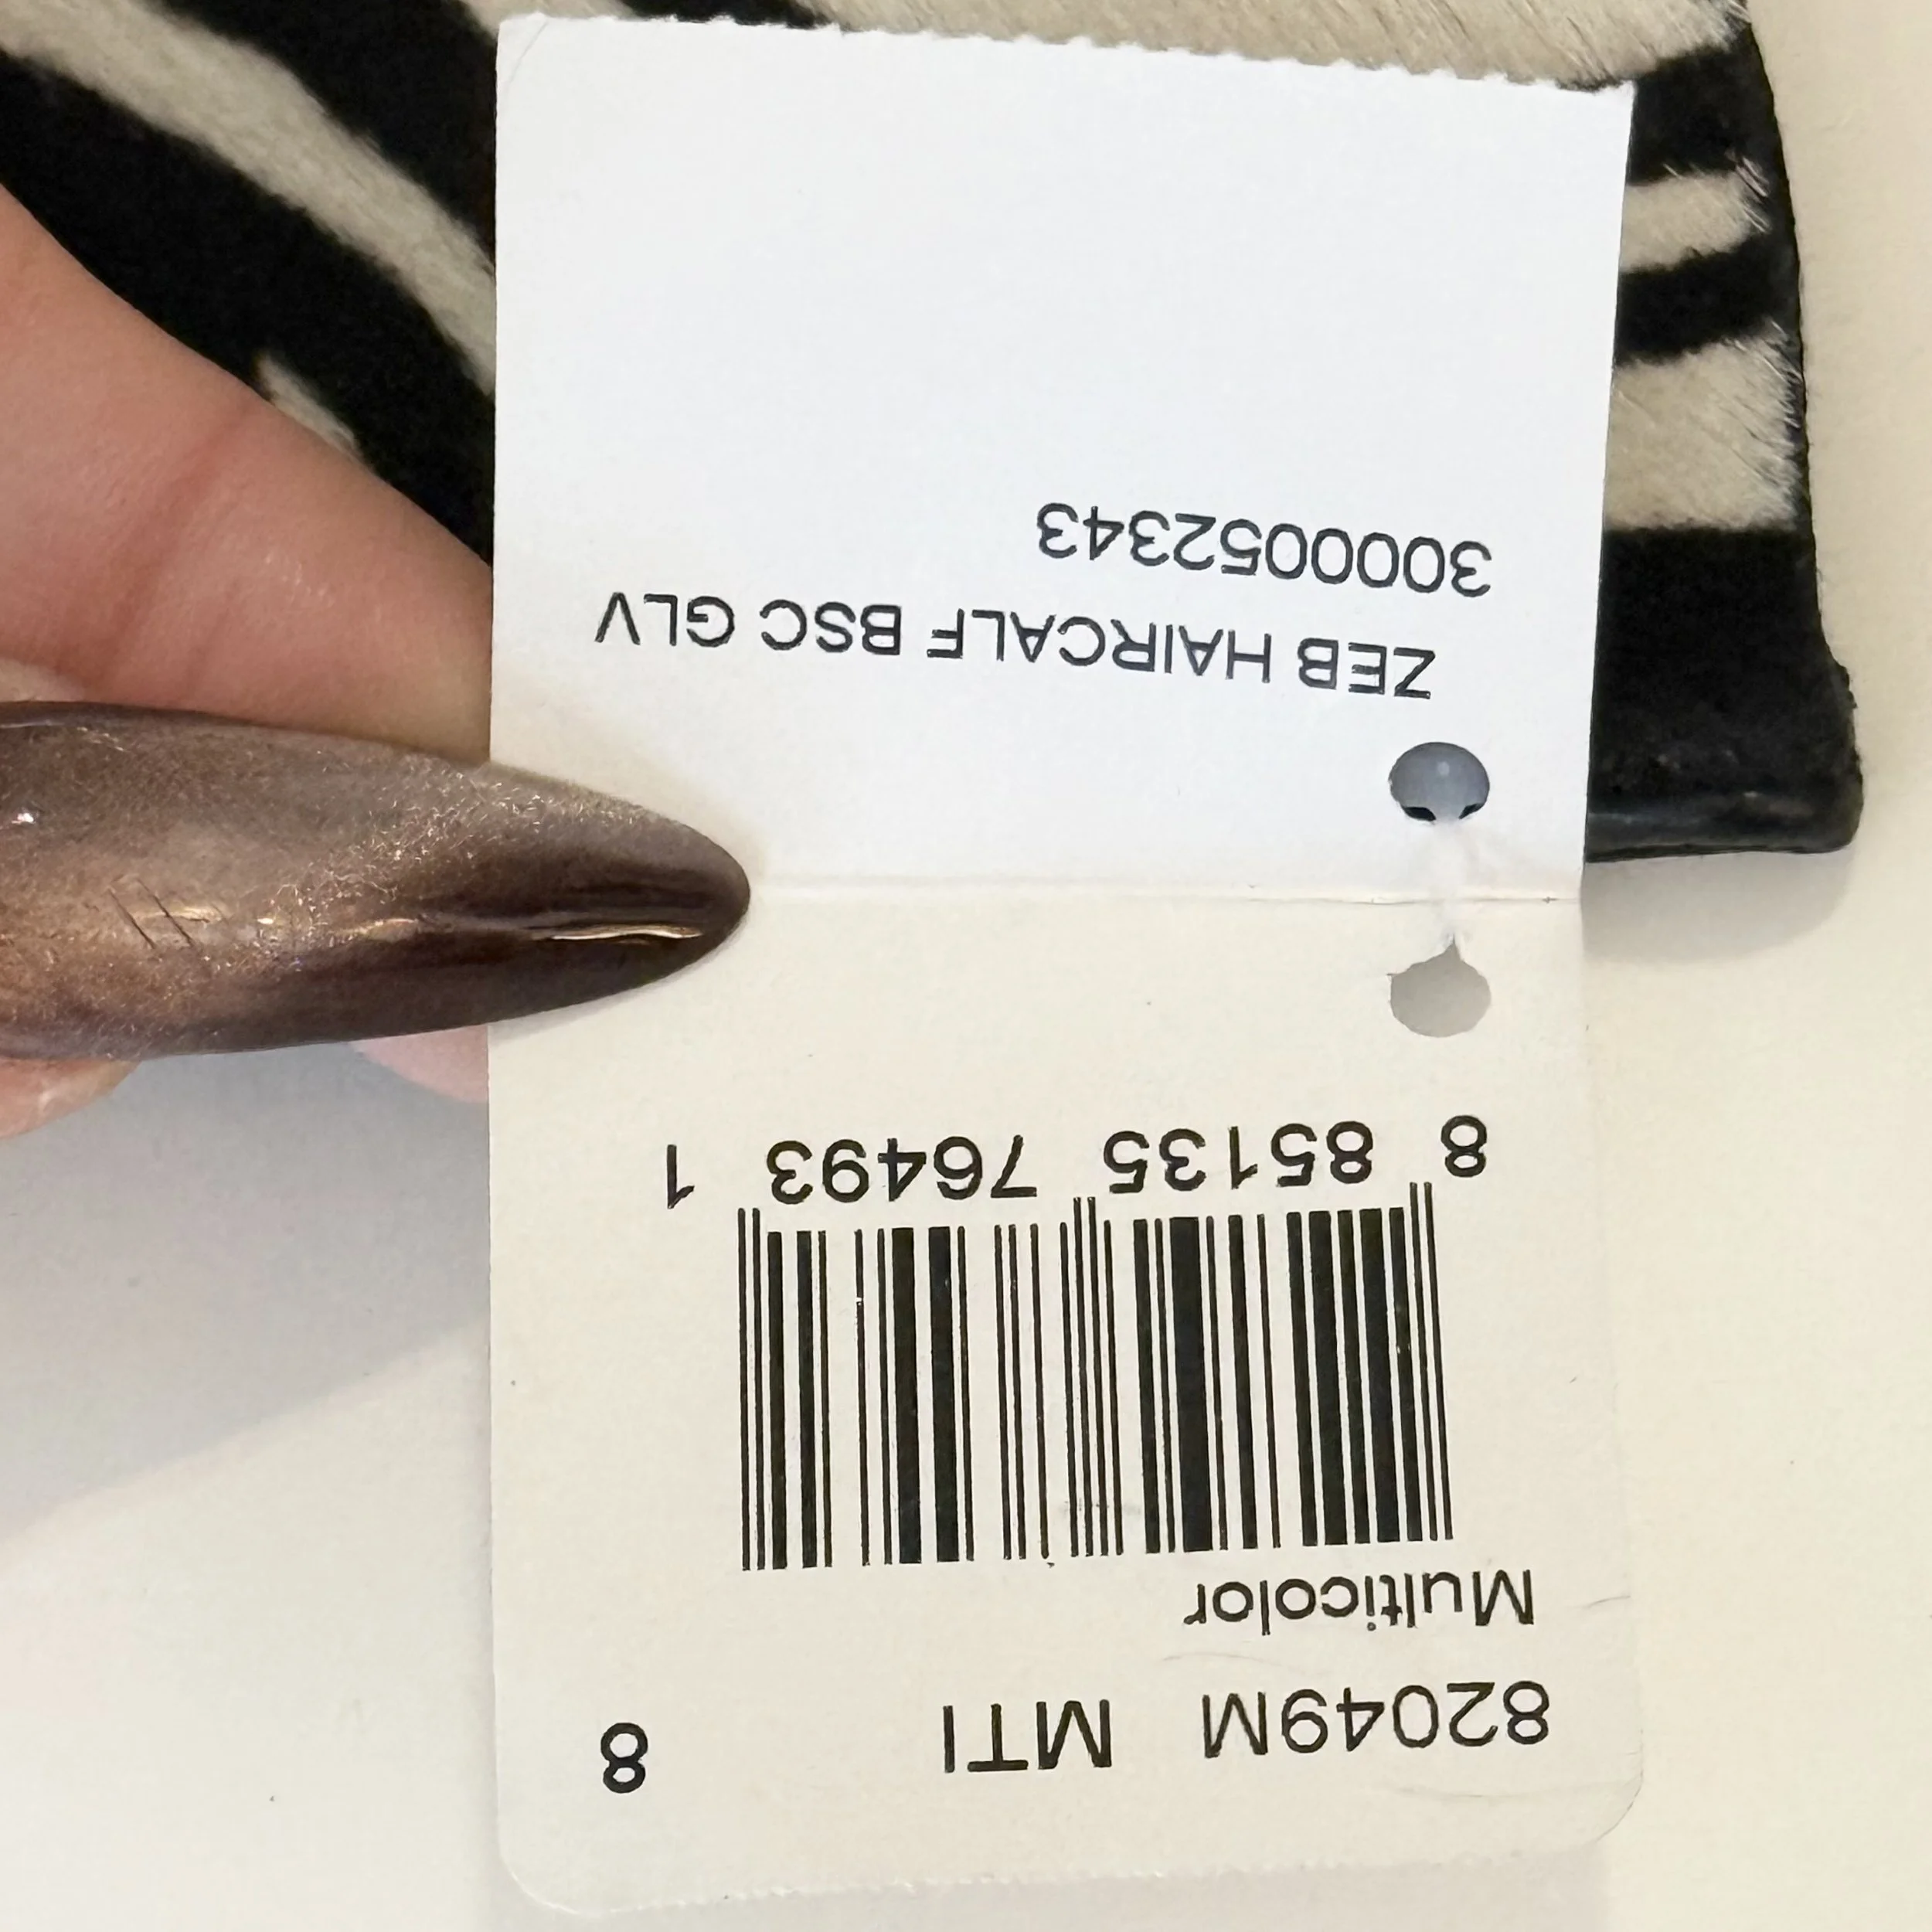 82049M MTI 8
Multicolor
8 85135 76493 1
ZEB HAIRCALF BSC GLV
3000052343